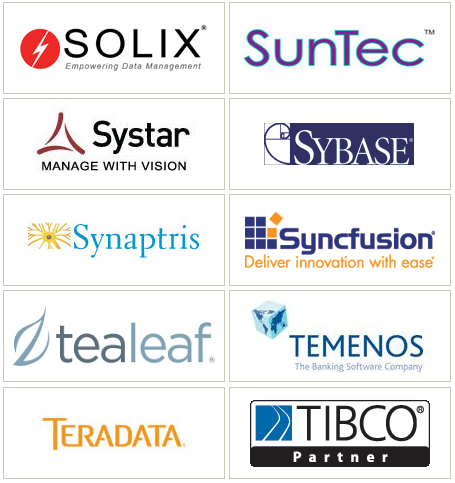 SOLIX®
Empowering Data Management
SunTec™
Systar
MANAGE WITH VISION
SYBASE®
Synaptris
Syncfusion®
Deliver innovation with ease®
tealeaf®
TEMENOS
The Banking Software Company
TERADATA®
TIBCO®
Partner